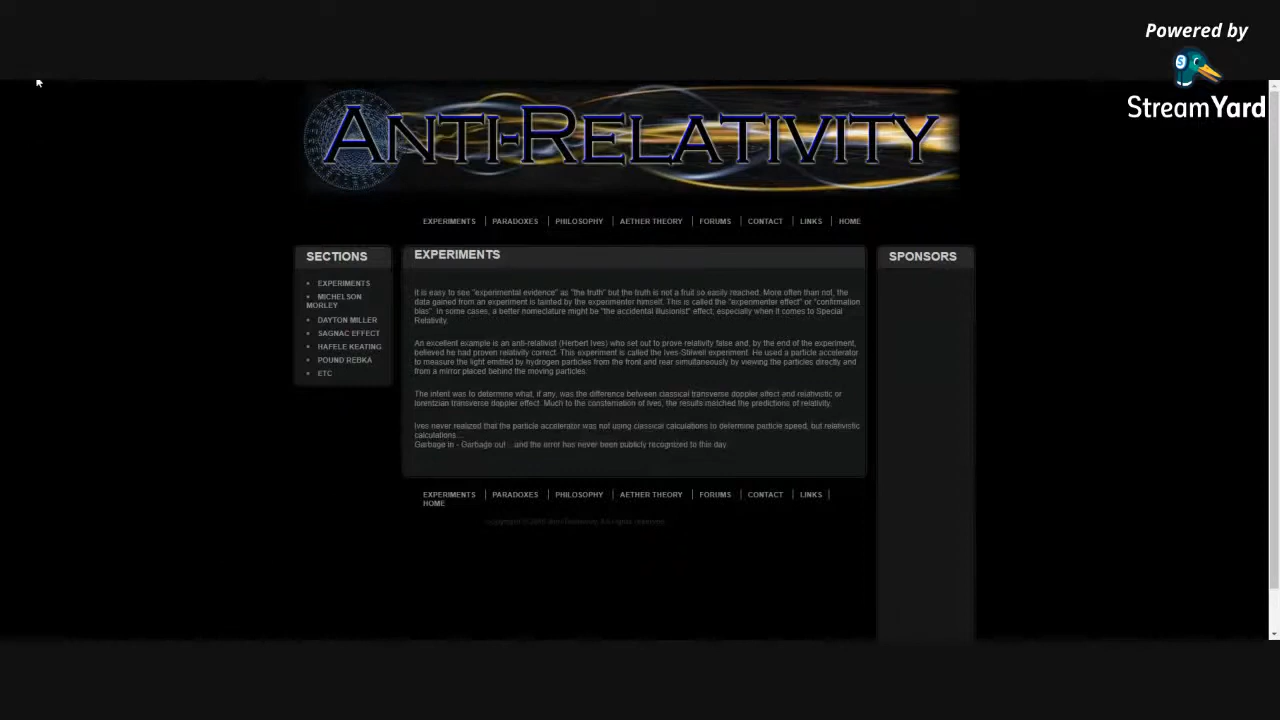 Powered by
StreamYard
ANTI-RELATIVITY
EXPERIMENTS | PARADOXES | PHILOSOPHY | AETHER THEORY | FORUMS | CONTACT | LINKS | HOME
SECTIONS
• EXPERIMENTS
• MICHELSON
MORLEY
• DAYTON MILLER
• SAGNAC EFFECT
• HAFELE KEATING
• POUND REBKA
• ETC
EXPERIMENTS
It is easy to see "experimental evidence" as "the truth" but the truth is not a fruit so easily reached. More often than not, the
data gained from an experiment is tainted by the experimenter himself. This is called the "experimenter effect" or "confirmation
bias". In some cases, a better nomenclature might be "the accidental illusionist" effect; especially when it comes to Special
Relativity.
An excellent example is an anti-relativist (Herbert Ives) who set out to prove relativity false and, by the end of the experiment,
believed he had proven relativity correct. This experiment is called the Ives-Stilwell experiment. He used a particle accelerator
to measure the light emitted by hydrogen particles from the front and rear simultaneously by viewing the particles directly and
from a mirror placed behind the moving particles.
The intent was to determine what, if any, was the difference between classical transverse doppler effect and relativistic or
lorentzian transverse doppler effect. Much to the consternation of Ives, the results matched the predictions of relativity.
Ives never realized that the particle accelerator was not using classical calculations to determine particle speed, but relativistic
calculations...
Garbage in - Garbage out ...and the error has never been publicly recognized to this day.
SPONSORS
EXPERIMENTS | PARADOXES | PHILOSOPHY | AETHER THEORY | FORUMS | CONTACT | LINKS |
HOME